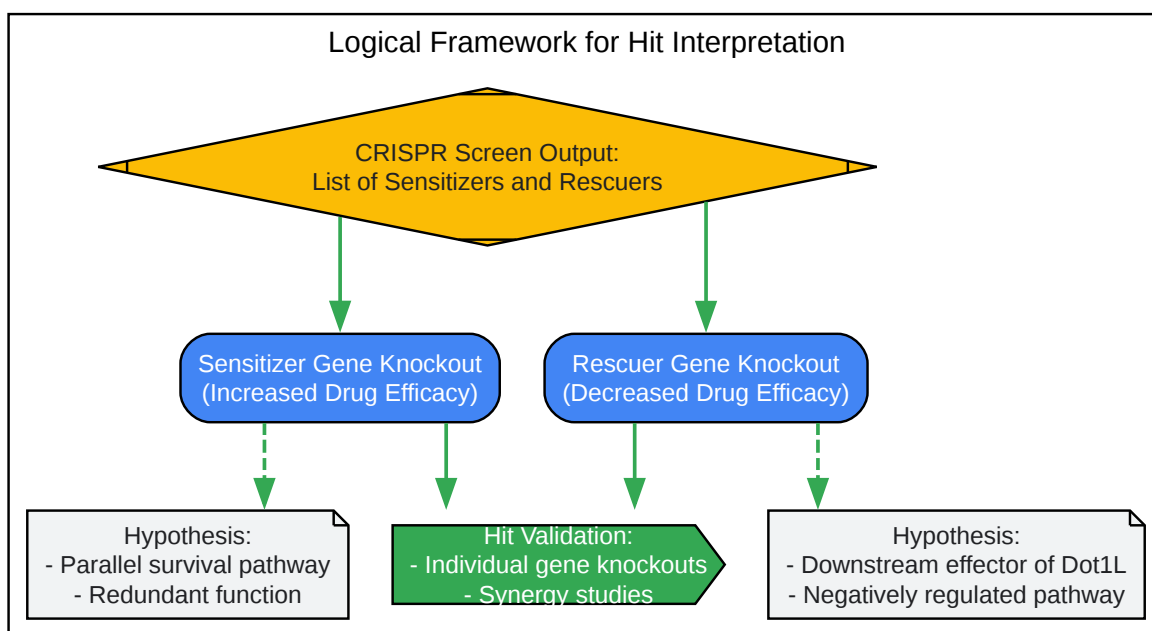 Logical Framework for Hit Interpretation
CRISPR Screen Output:
List of Sensitizers and Rescuers
Sensitizer Gene Knockout
(Increased Drug Efficacy)
Rescuer Gene Knockout
(Decreased Drug Efficacy)
Hypothesis:
- Parallel survival pathway
- Redundant function
Hit Validation:
- Individual gene knockouts
- Synergy studies
Hypothesis:
- Downstream effector of Dot1L
- Negatively regulated pathway